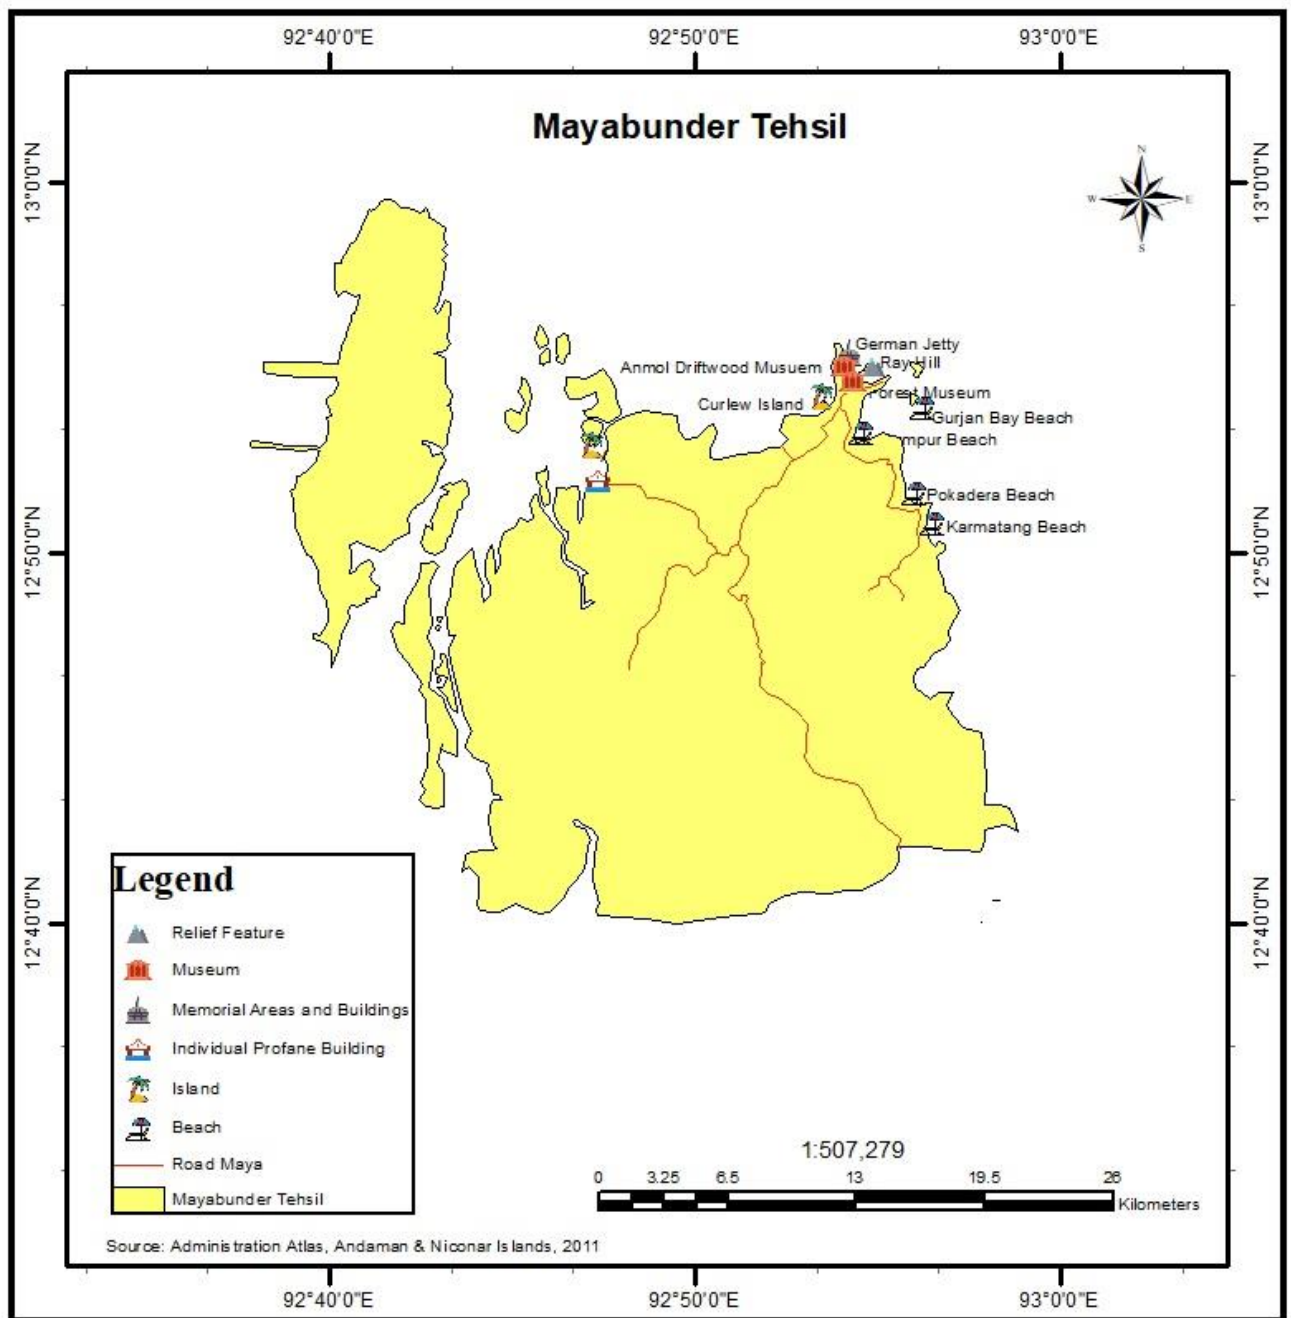 92°40'0"E 92°50'0"E 93°0'0"E
Mayabunder Tehsil
N
W E
S
13°0'0"N 13°0'0"N
German Jetty
Anmol Driftwood Musuem Ray Hill
Forest Museum
Curlew Island
Gurjan Bay Beach
mpur Beach
Pokadera Beach
Karmatang Beach
12°50'0"N 12°50'0"N
Legend
Relief Feature
Museum
Memorial Areas and Buildings
Individual Profane Building
Island
Beach
Road Maya
Mayabunder Tehsil
12°40'0"N 12°40'0"N
1:507,279
0 3.25 6.5 13 19.5 26
Kilometers
Source: Administration Atlas, Andaman & Niconar Islands, 2011
92°40'0"E 92°50'0"E 93°0'0"E